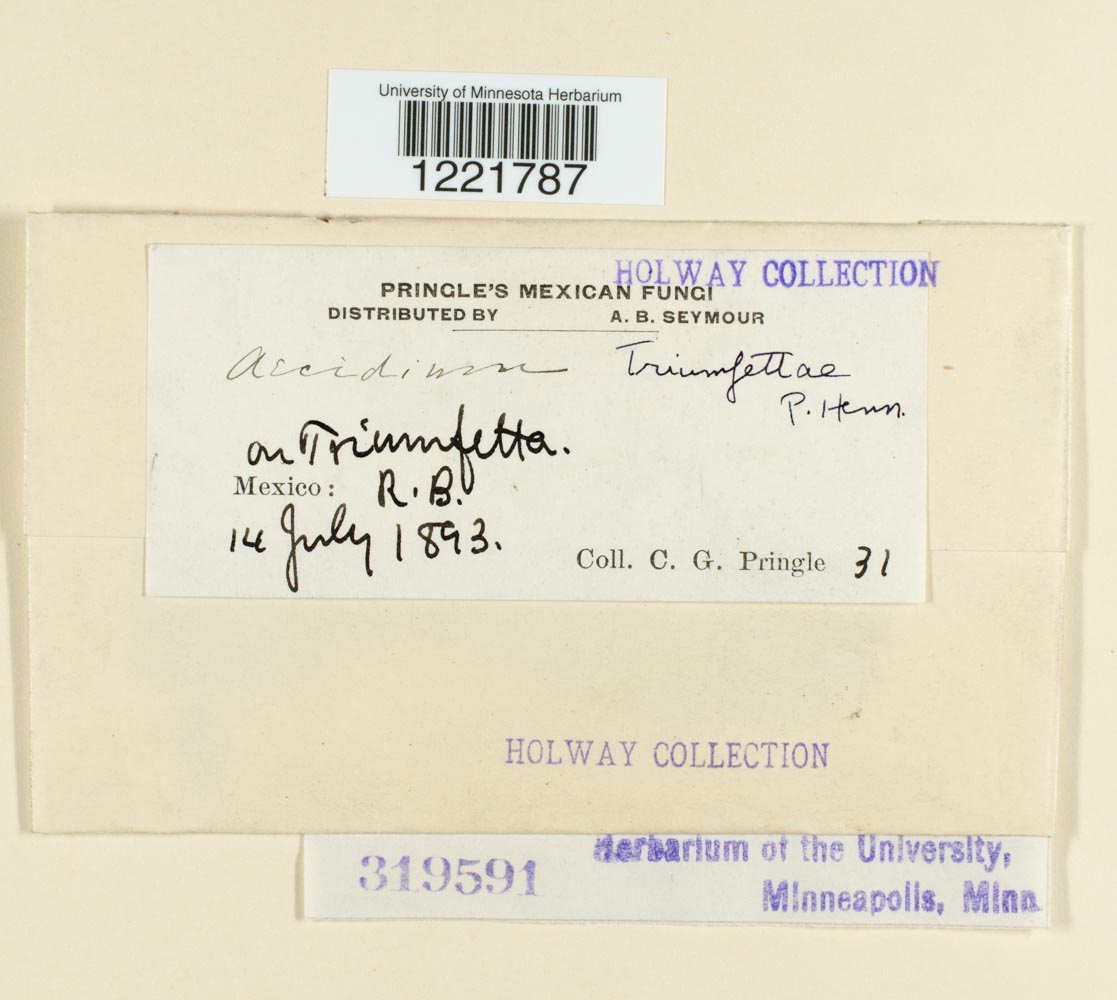 University of Minnesota Herbarium
1221787
HOLWAY COLLECTION
PRINGLE'S MEXICAN FUNGI
DISTRIBUTED BY A. B. SEYMOUR
Aecidium Triumfettae
P. Henn.
on Triumfetta.
Mexico: R. B.
14 July 1893.
Coll. C. G. Pringle 31
HOLWAY COLLECTION
319591
Herbarium of the University,
Minneapolis, Minn.